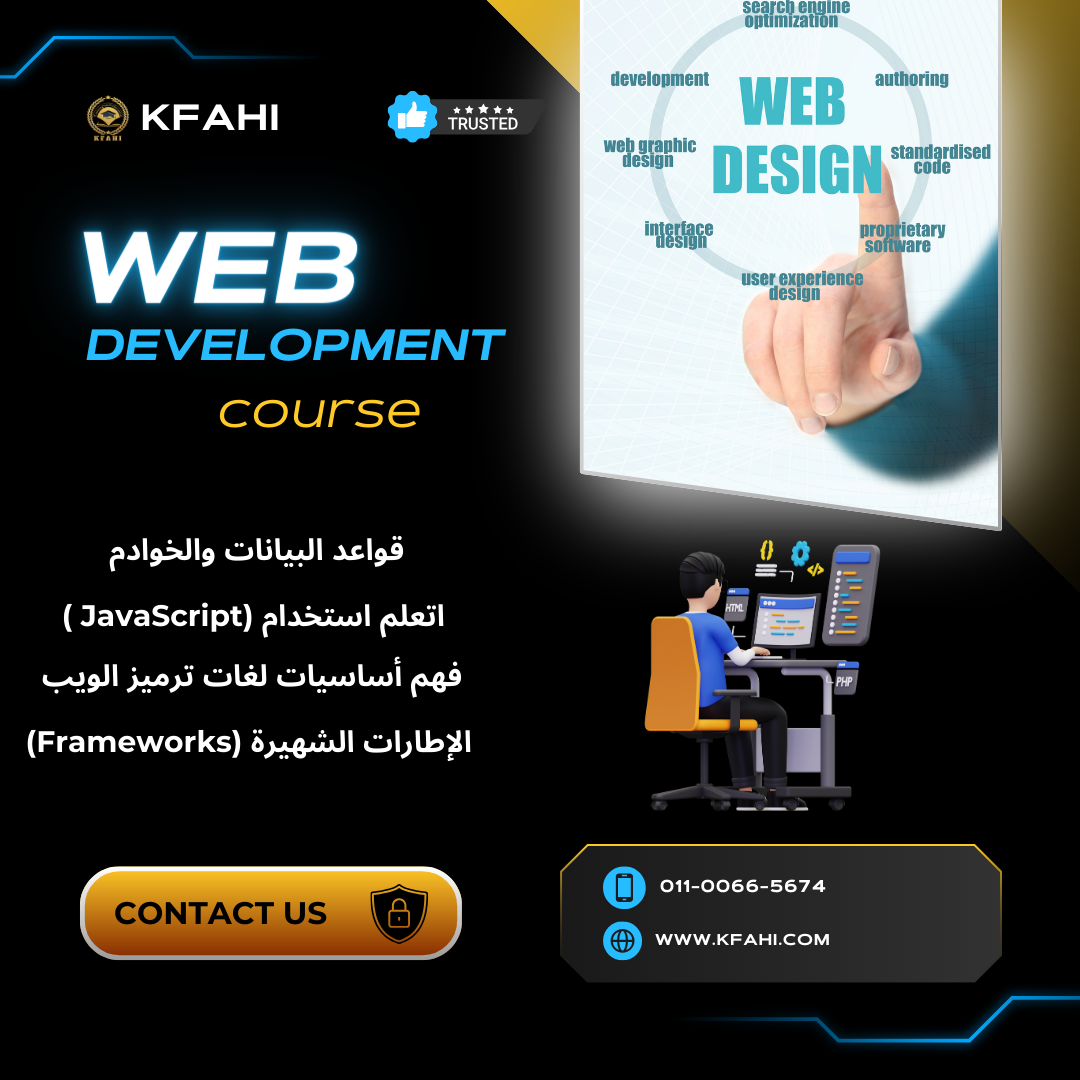 search engine
optimization
development
authoring
WEB
DESIGN
web graphic
design
standardised
code
interface
design
proprietary
software
user experience
design
KFAHI
KFAHI
TRUSTED
WEB
DEVELOPMENT
course
قواعد البيانات والخوادم
اتعلم استخدام (JavaScript )
فهم أساسيات لغات ترميز الويب
الإطارات الشهيرة (Frameworks)
HTML
PHP
CONTACT US
011-0066-5674
WWW.KFAHI.COM